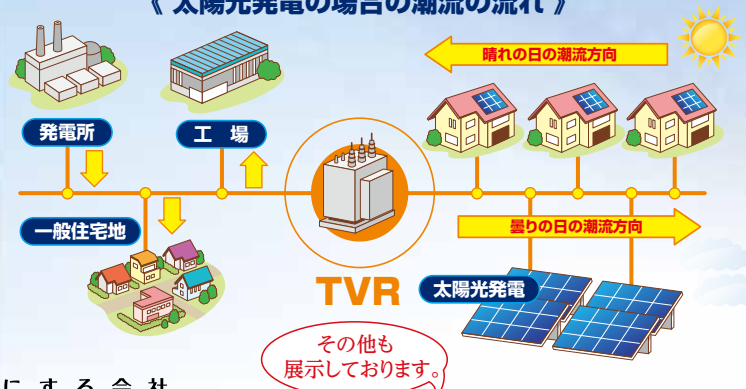 《 太陽光発電の場合の潮流の流れ 》
晴れの日の潮流方向
発電所
工 場
一般住宅地
曇りの日の潮流方向
TVR
太陽光発電
その他も
展示しております。
にする会社